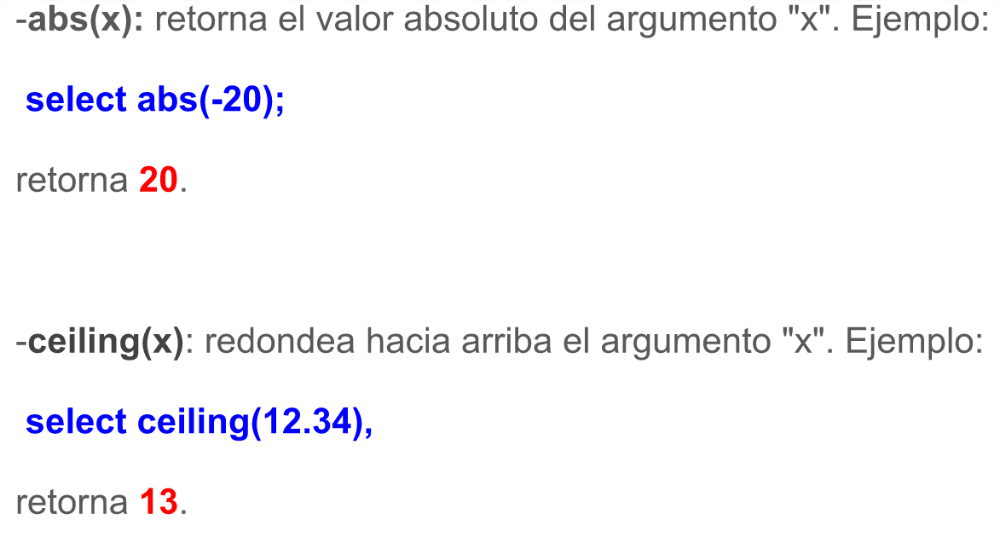 -abs(x): retorna el valor absoluto del argumento "x". Ejemplo:
select abs(-20);
retorna 20.
-ceiling(x): redondea hacia arriba el argumento "x". Ejemplo:
select ceiling(12.34),
retorna 13.